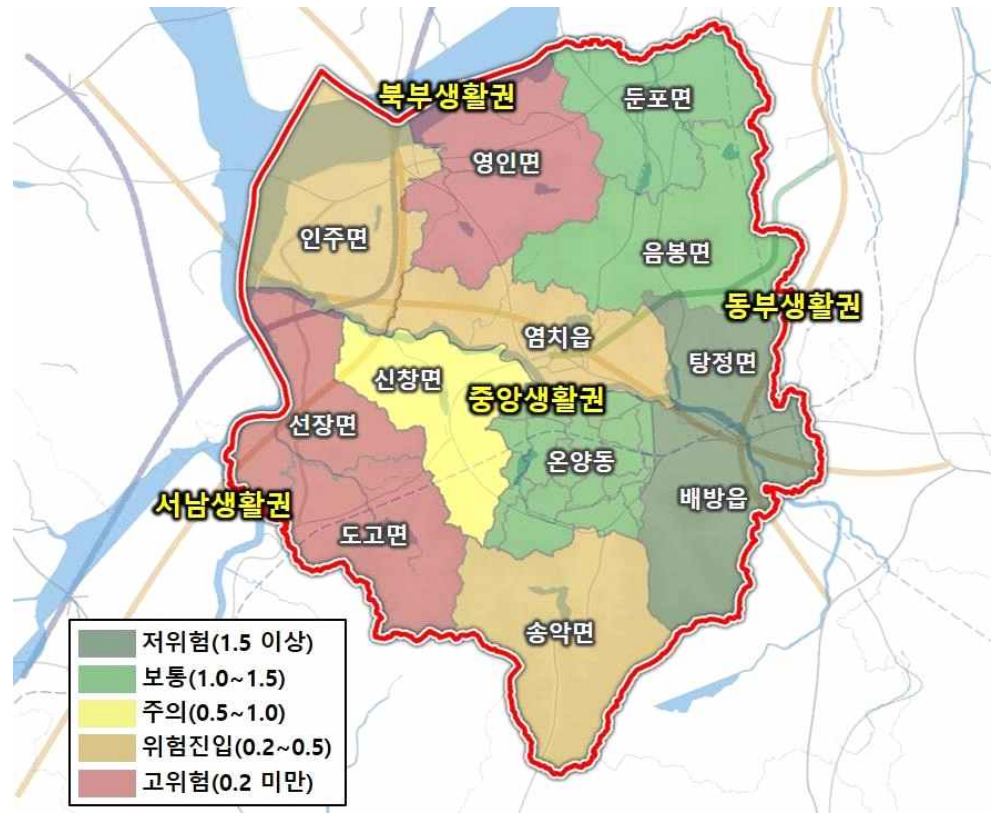 북부생활권
둔포면
영인면
인주면
음봉면
동부생활권
염치읍
탕정면
신창면
중앙생활권
선장면
온양동
서남생활권
배방읍
도고면
송악면
저위험(1.5 이상)
보통(1.0~1.5)
주의(0.5~1.0)
위험진입(0.2~0.5)
고위험(0.2 미만)